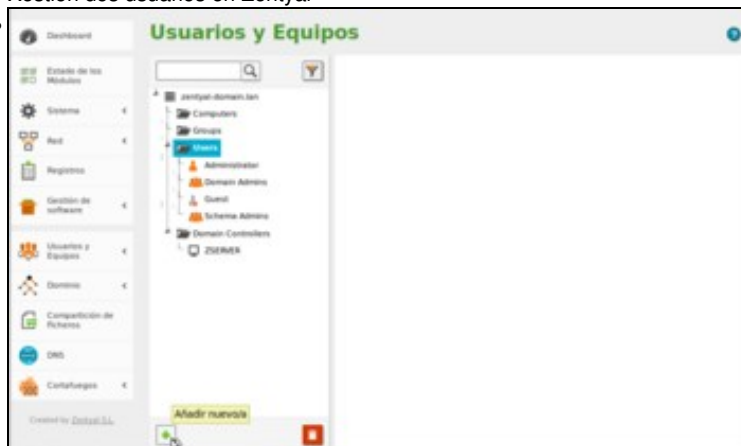 Xestión dos usuarios en Zentyal
Usuarios y Equipos
Dashboard
Estado de los
Módulos
Sistema
Red
Registros
Gestión de
software
Usuarios y
Equipos
Dominio
Compartición de
ficheros
DNS
Cortafuegos
Created by Zentyal S.L.
zentyal-domain.lan
Computers
Groups
Users
Administrator
Domain Admins
Guest
Schema Admins
Domain Controllers
ZSERVER
Añadir nuevo/a